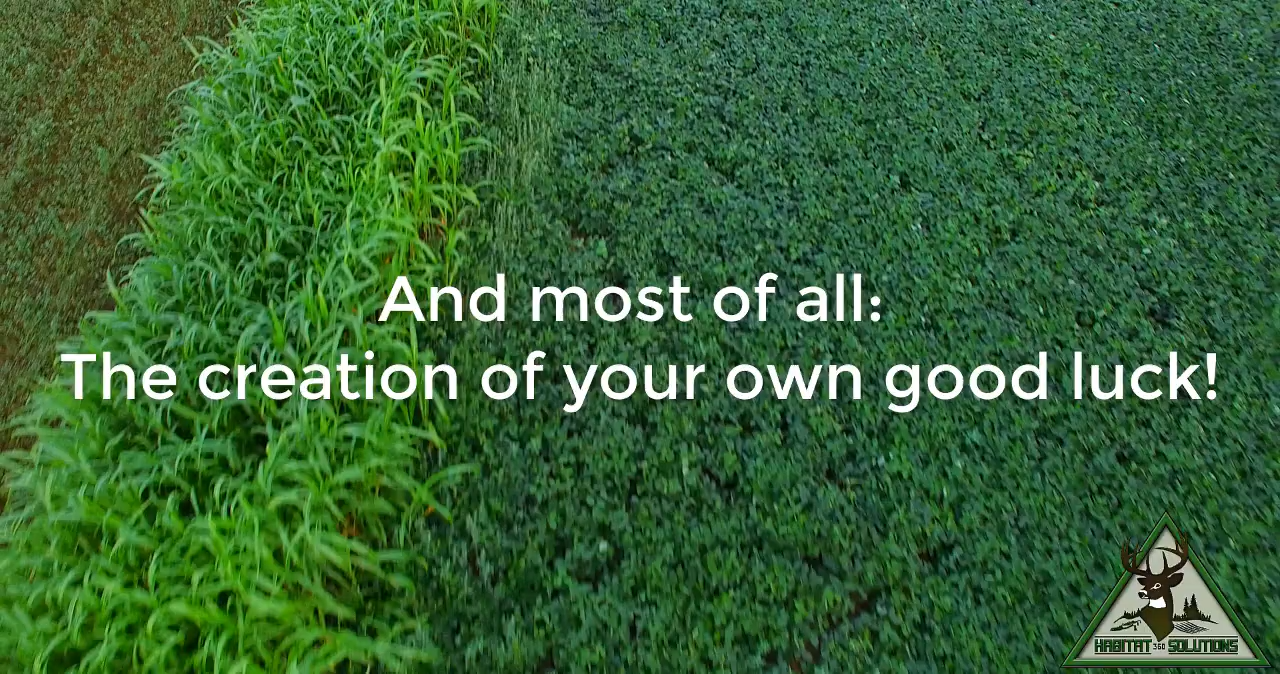 And most of all:
The creation of your own good luck!
HABITAT 360 SOLUTIONS